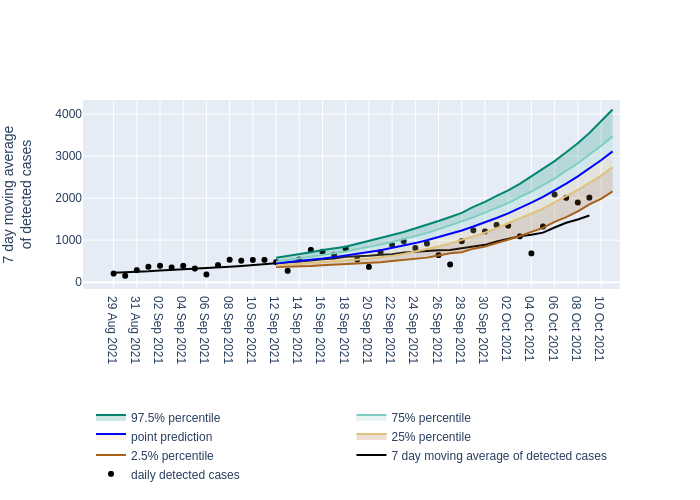 7 day moving average
of detected cases
4000
3000
2000
1000
0
29 Aug 2021
31 Aug 2021
02 Sep 2021
04 Sep 2021
06 Sep 2021
08 Sep 2021
10 Sep 2021
12 Sep 2021
14 Sep 2021
16 Sep 2021
18 Sep 2021
20 Sep 2021
22 Sep 2021
24 Sep 2021
26 Sep 2021
28 Sep 2021
30 Sep 2021
02 Oct 2021
04 Oct 2021
06 Oct 2021
08 Oct 2021
10 Oct 2021
97.5% percentile
75% percentile
point prediction
25% percentile
2.5% percentile
7 day moving average of detected cases
daily detected cases